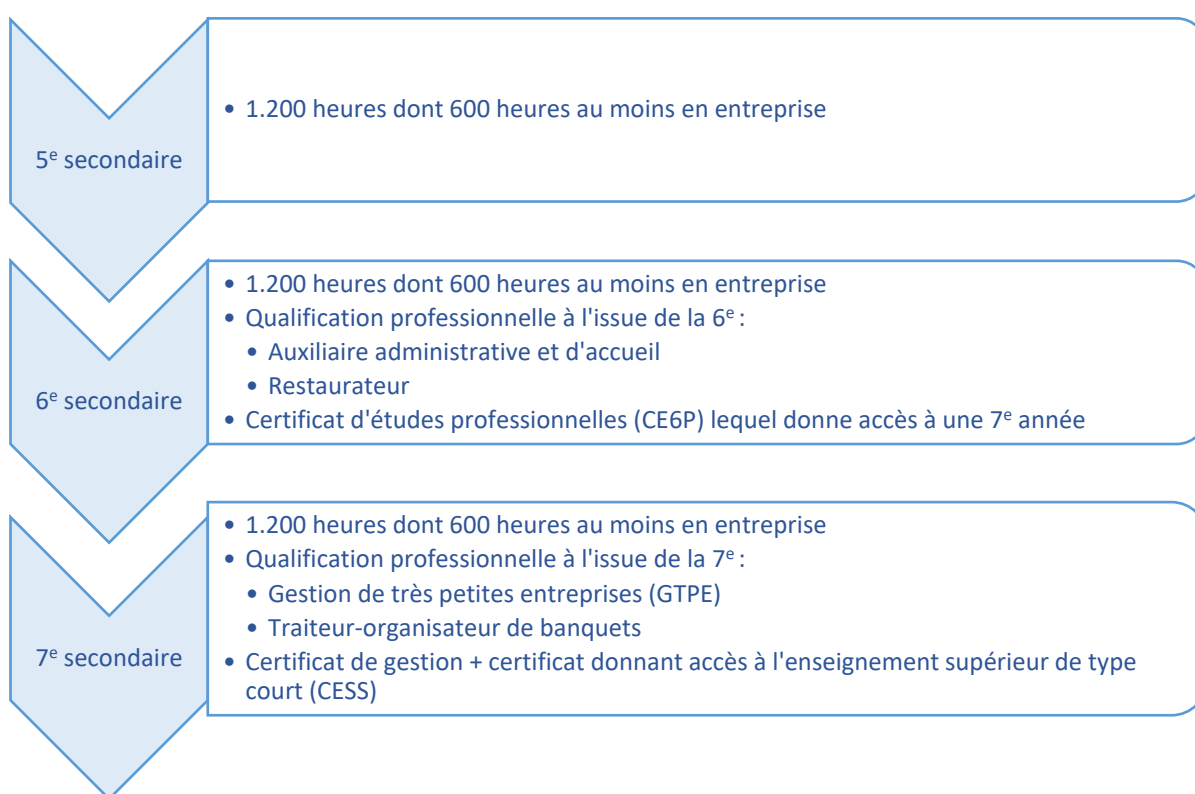 5e secondaire
• 1.200 heures dont 600 heures au moins en entreprise
6e secondaire
• 1.200 heures dont 600 heures au moins en entreprise
• Qualification professionnelle à l'issue de la 6e :
• Auxiliaire administrative et d'accueil
• Restaurateur
• Certificat d'études professionnelles (CE6P) lequel donne accès à une 7e année
7e secondaire
• 1.200 heures dont 600 heures au moins en entreprise
• Qualification professionnelle à l'issue de la 7e :
• Gestion de très petites entreprises (GTPE)
• Traiteur-organisateur de banquets
• Certificat de gestion + certificat donnant accès à l'enseignement supérieur de type
court (CESS)